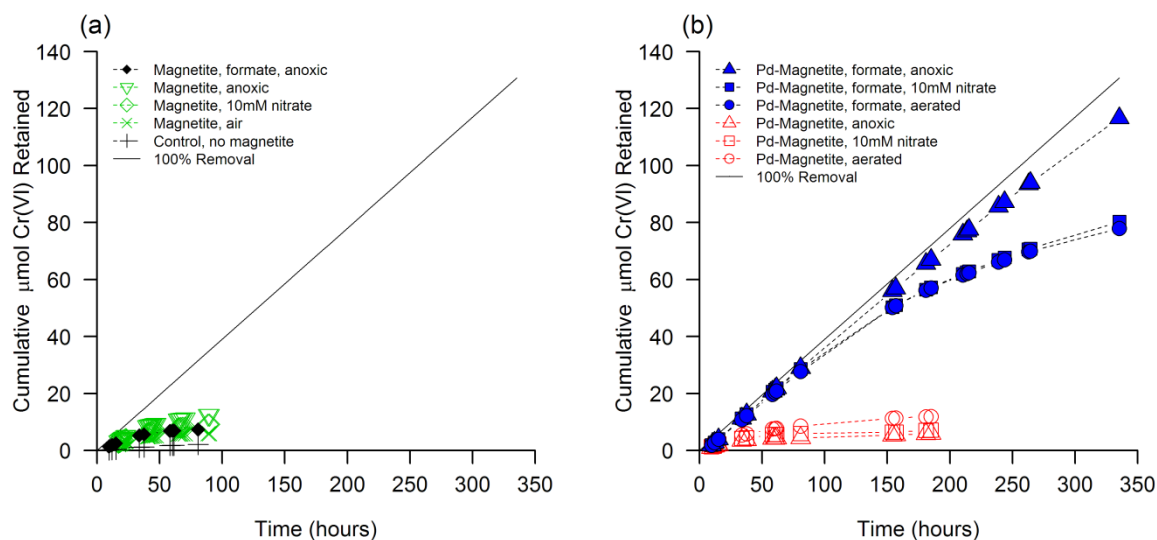 (a)
Cumulative μmol Cr(VI) Retained
140
120
100
80
60
40
20
0
Magnetite, formate, anoxic
Magnetite, anoxic
Magnetite, 10mM nitrate
Magnetite, air
Control, no magnetite
100% Removal
0 50 100 150 200 250 300 350
Time (hours)
(b)
Cumulative μmol Cr(VI) Retained
140
120
100
80
60
40
20
0
Pd-Magnetite, formate, anoxic
Pd-Magnetite, formate, 10mM nitrate
Pd-Magnetite, formate, aerated
Pd-Magnetite, anoxic
Pd-Magnetite, 10mM nitrate
Pd-Magnetite, aerated
100% Removal
0 50 100 150 200 250 300 350
Time (hours)